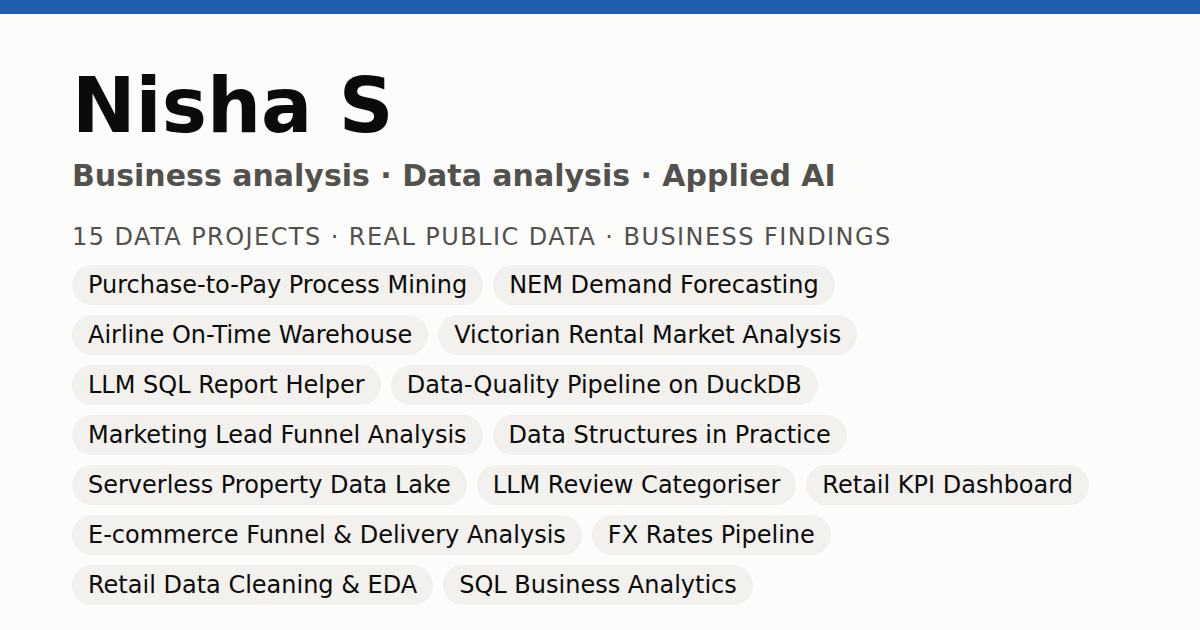 Nisha S
Business analysis · Data analysis · Applied AI
15 DATA PROJECTS · REAL PUBLIC DATA · BUSINESS FINDINGS
Purchase-to-Pay Process Mining NEM Demand Forecasting
Airline On-Time Warehouse Victorian Rental Market Analysis
LLM SQL Report Helper Data-Quality Pipeline on DuckDB
Marketing Lead Funnel Analysis Data Structures in Practice
Serverless Property Data Lake LLM Review Categoriser Retail KPI Dashboard
E-commerce Funnel & Delivery Analysis FX Rates Pipeline
Retail Data Cleaning & EDA SQL Business Analytics